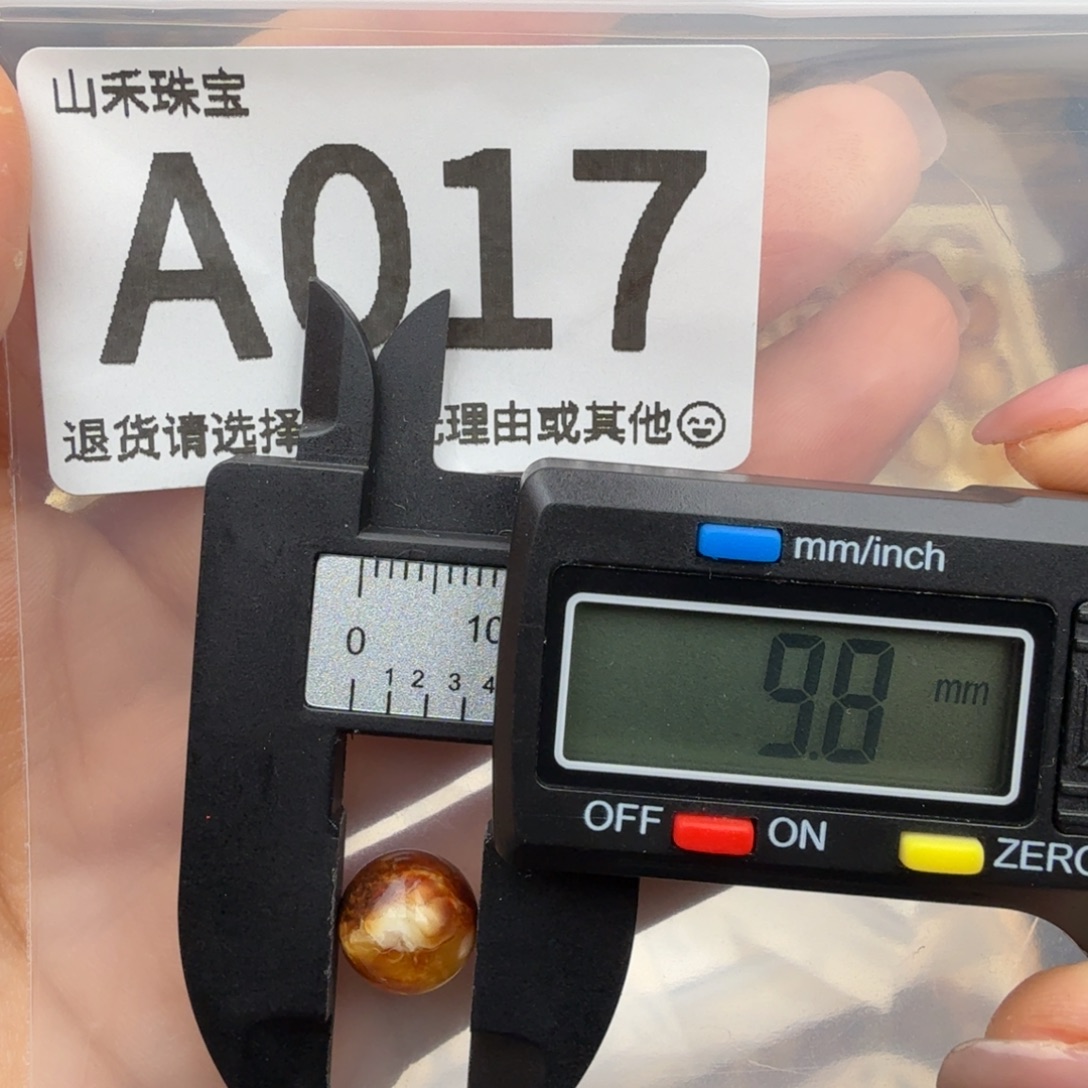 山禾珠宝
A017
退货请选择 理由或其他😄
mm/inch
0 10
1 2 3 4
9.8 mm
OFF ON ZERO